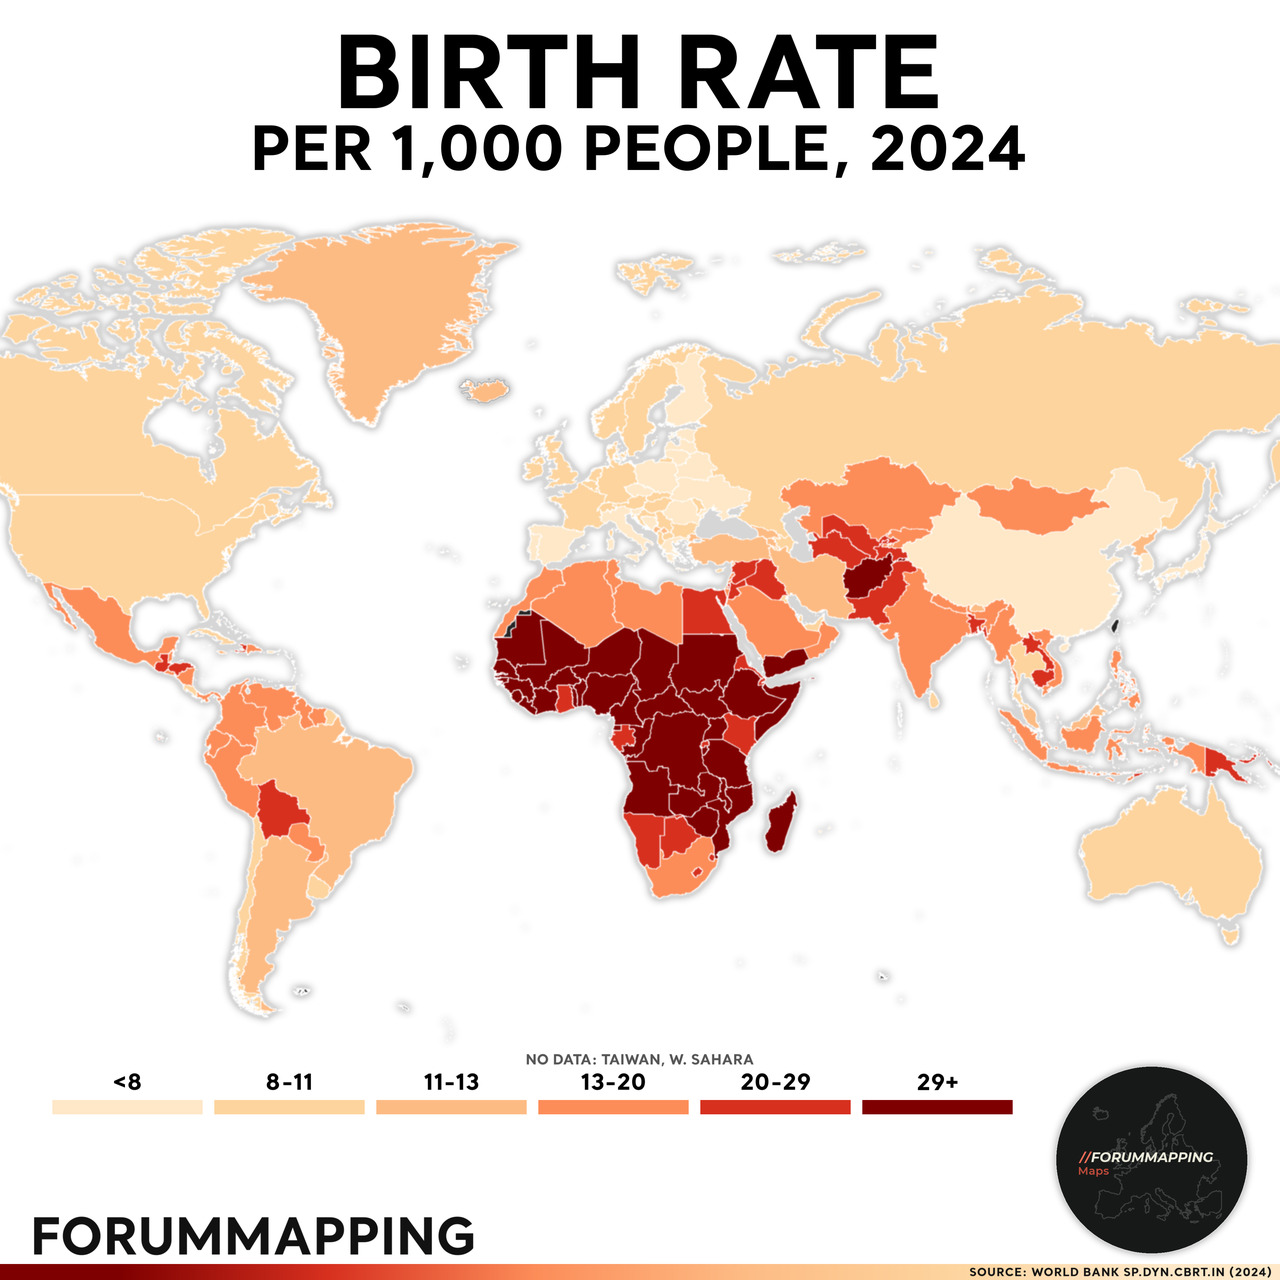 BIRTH RATE
PER 1,000 PEOPLE, 2024
NO DATA: TAIWAN, W. SAHARA
<8 8-11 11-13 13-20 20-29 29+
//FORUMMAPPING
Maps
FORUMMAPPING
SOURCE: WORLD BANK SP.DYN.CBRT.IN (2024)